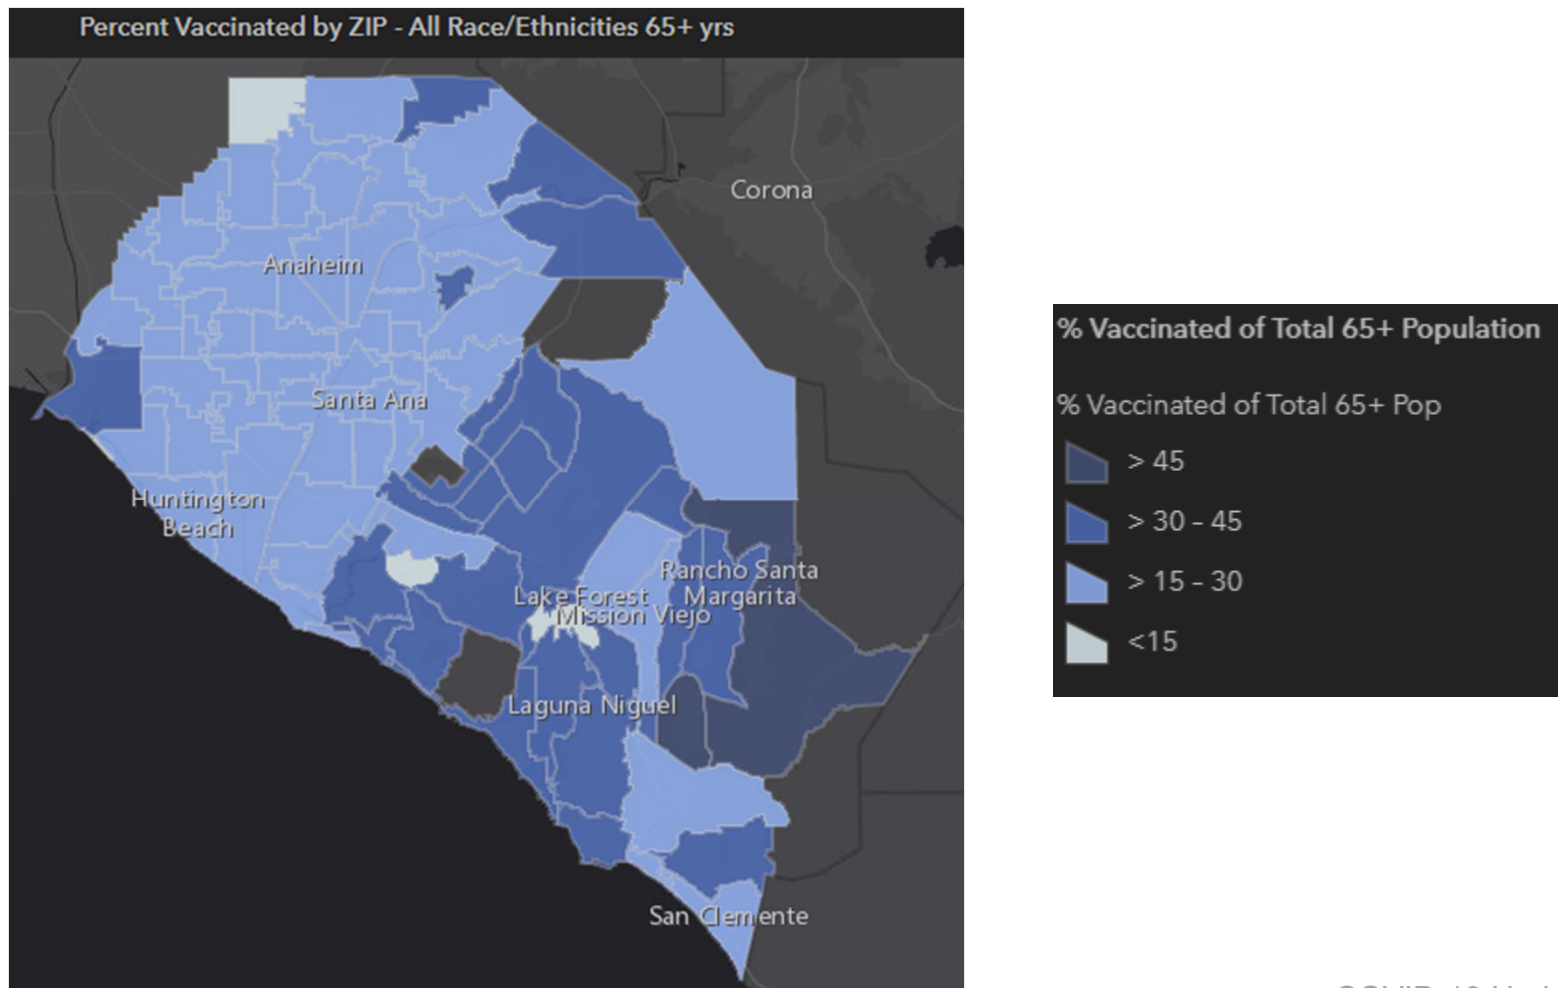 Percent Vaccinated by ZIP - All Race/Ethnicities 65+ yrs
Corona
Anaheim
Santa Ana
Huntington
Beach
Rancho Santa
Margarita
Lake Forest
Mission Viejo
Laguna Niguel
San Clemente
% Vaccinated of Total 65+ Population
% Vaccinated of Total 65+ Pop
> 45
> 30 - 45
> 15 - 30
<15